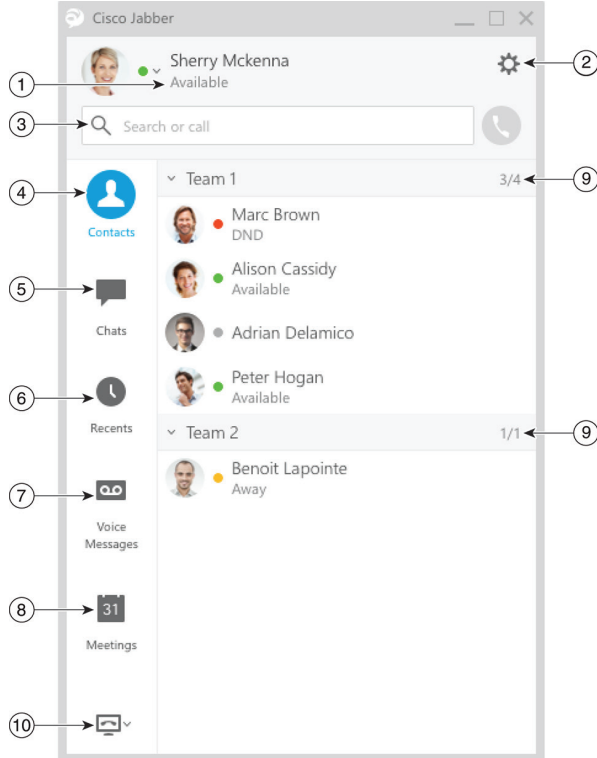 Cisco Jabber
Sherry Mckenna
2
1
Available
3
Search or call
4
Team 1
3/4
9
Contacts
Marc Brown
DND
Alison Cassidy
Available
5
Chats
Adrian Delamico
6
Peter Hogan
Available
Recents
Team 2
1/1
9
Benoit Lapointe
Away
7
Voice
Messages
8
31
Meetings
10